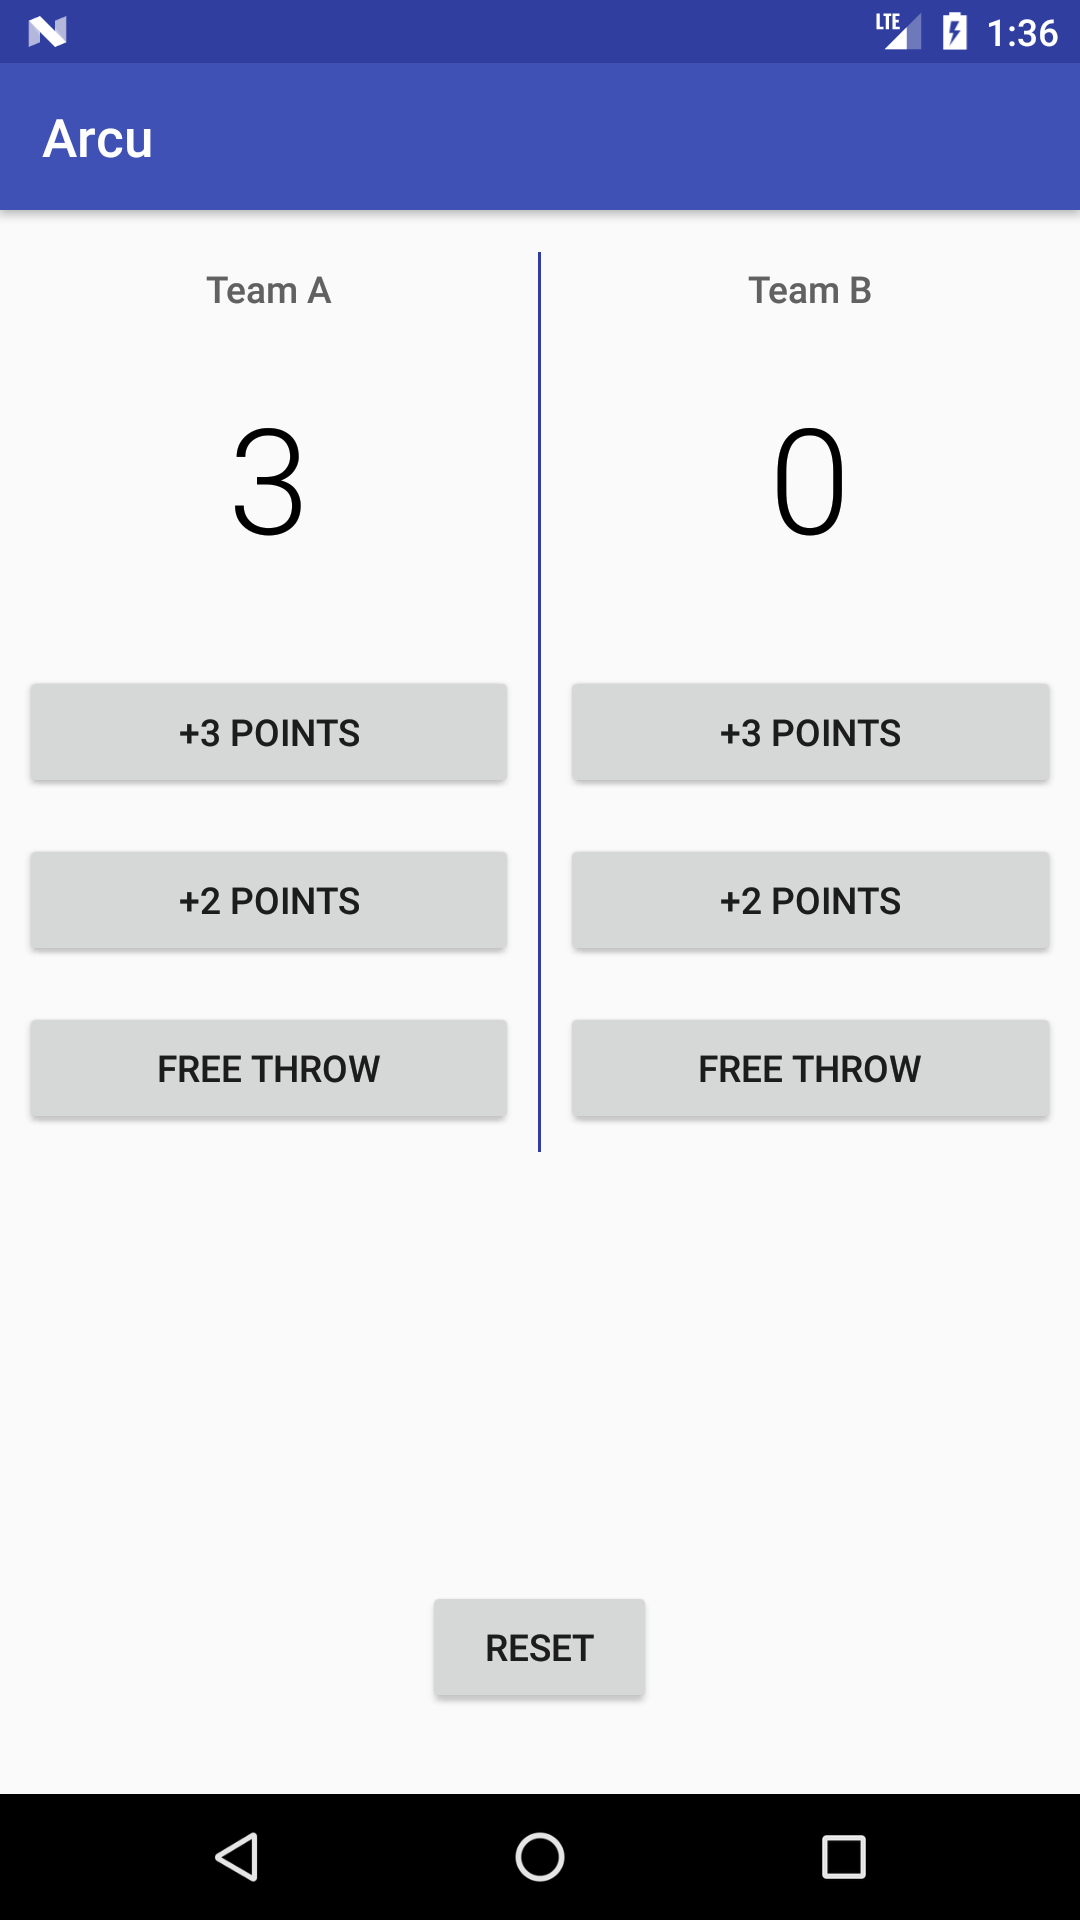 LTE 1:36
Arcu
Team A
3
+3 POINTS
+2 POINTS
FREE THROW
Team B
0
+3 POINTS
+2 POINTS
FREE THROW
RESET